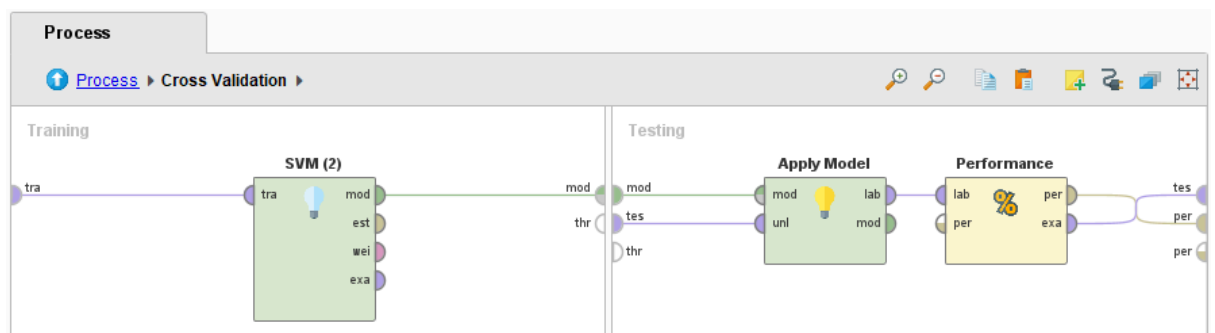 Process
Process ▸ Cross Validation ▸
Training
SVM (2)
tra
tra
mod
mod
est
thr
wei
exa
Testing
Apply Model
Performance
mod
mod
lab
lab
per
tes
tes
unl
mod
per
exa
per
thr
per